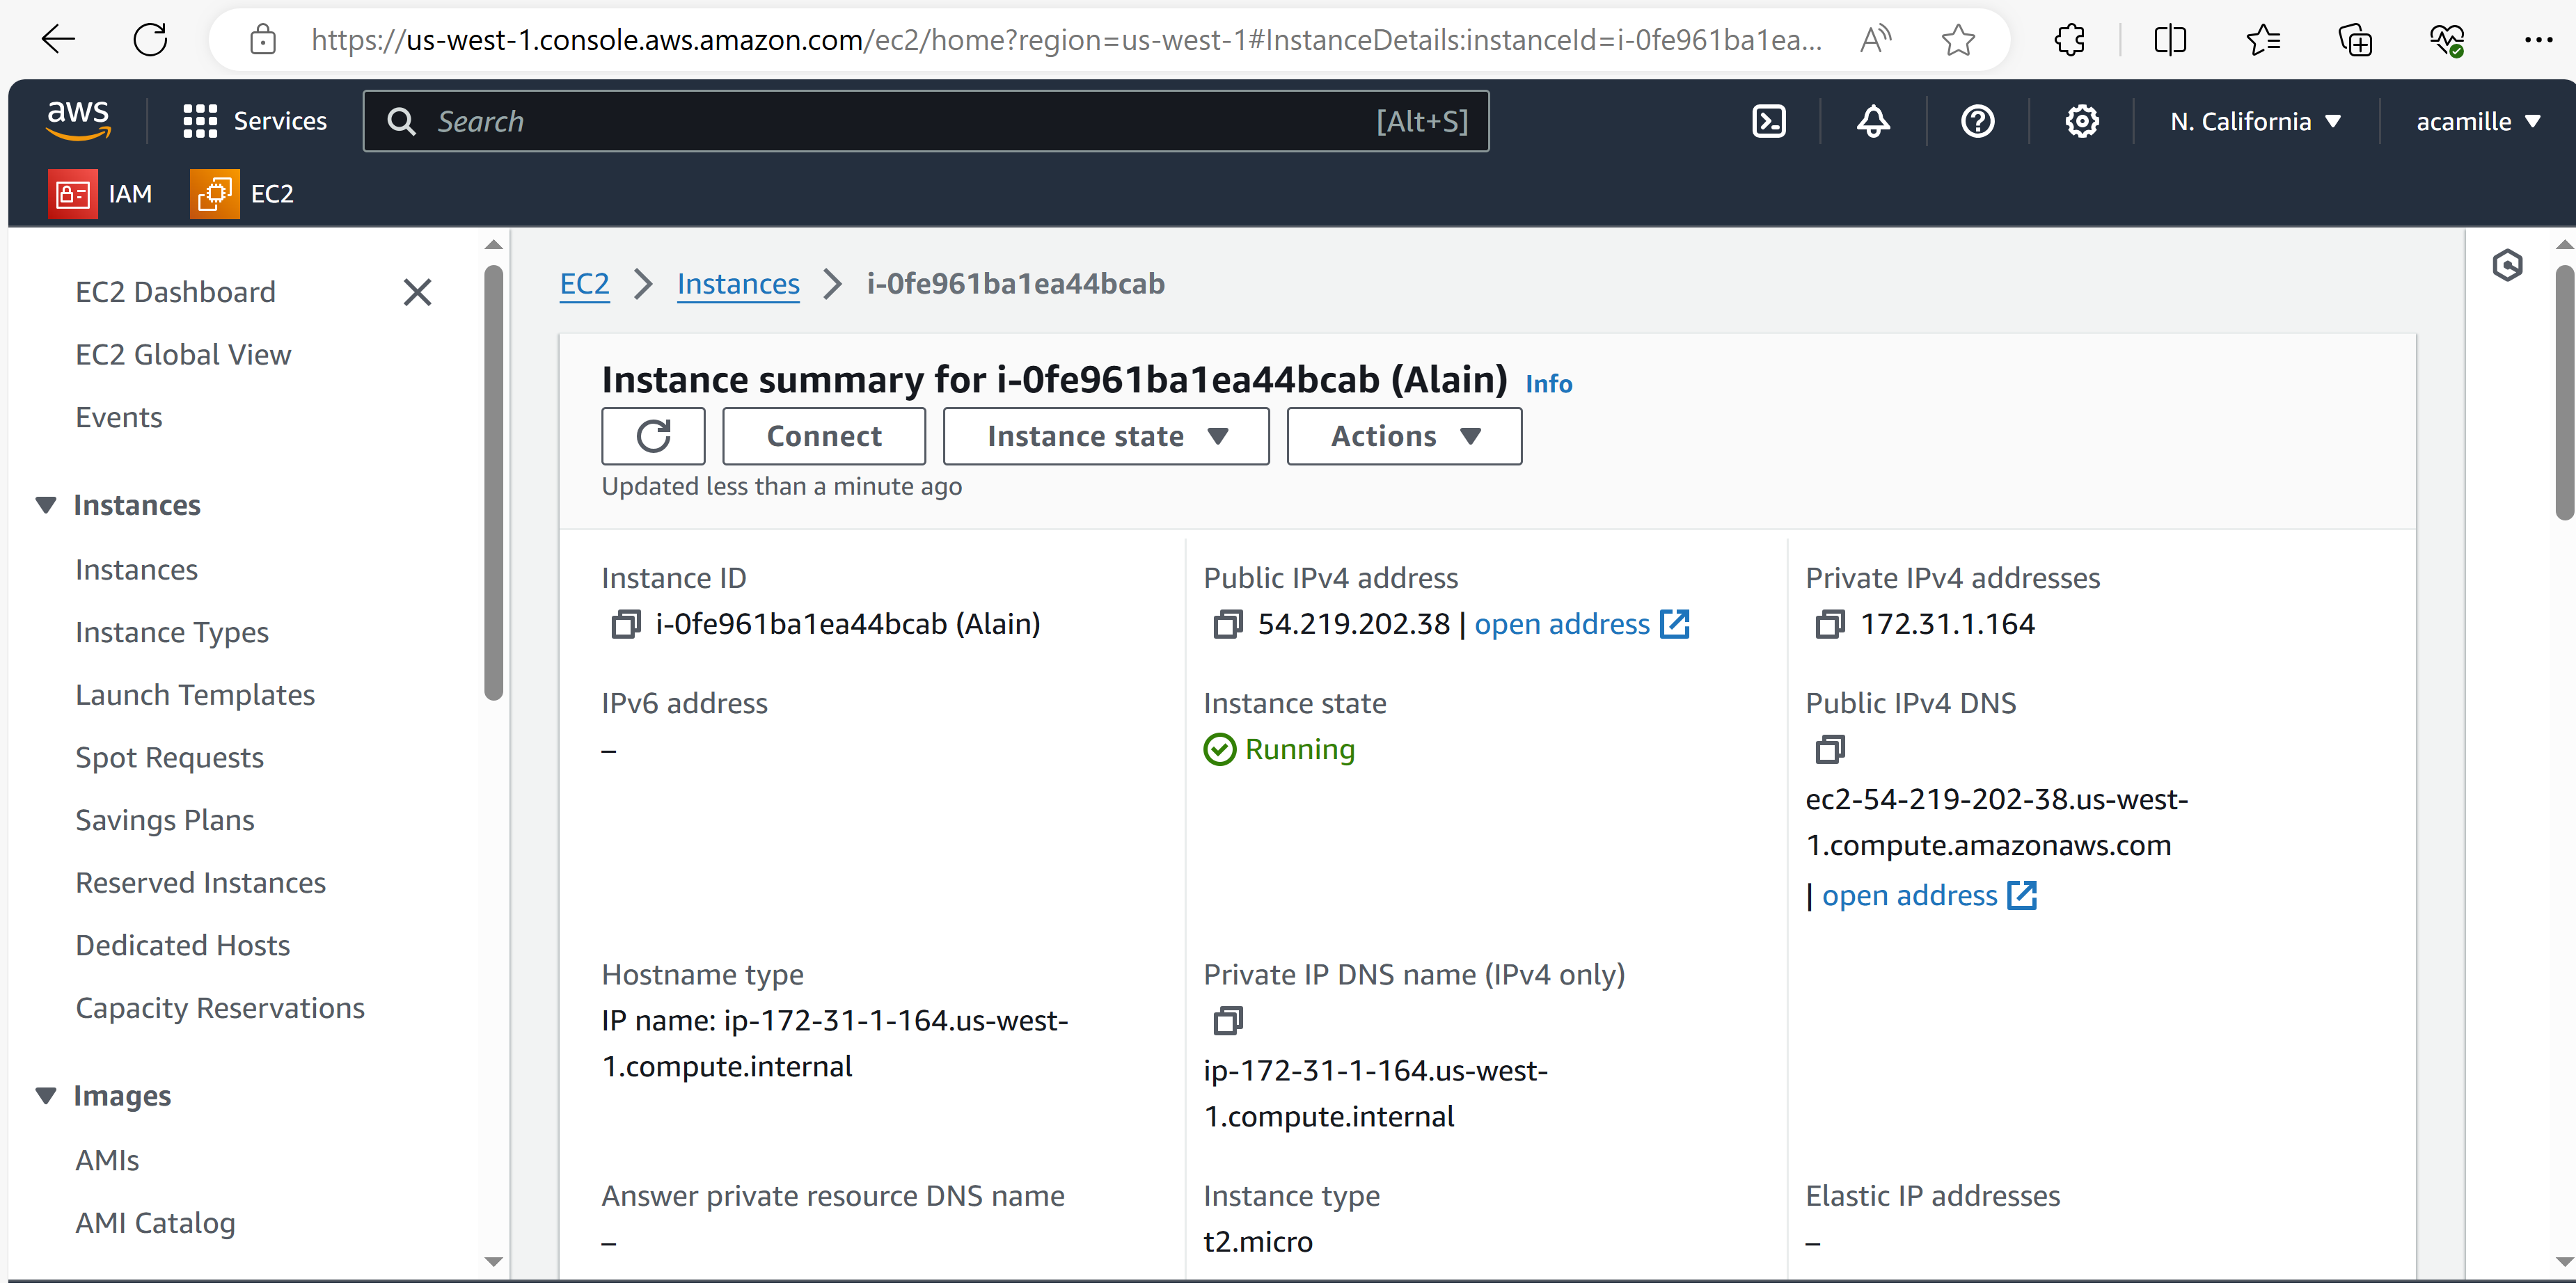 https://us-west-1.console.aws.amazon.com/ec2/home?region=us-west-1#InstanceDetails:instanceId=i-0fe961ba1ea...
aws
Services
Search
[Alt+S]
N. California
acamille
IAM
EC2
EC2 Dashboard
EC2 Global View
Events
Instances
Instances
Instance Types
Launch Templates
Spot Requests
Savings Plans
Reserved Instances
Dedicated Hosts
Capacity Reservations
Images
AMIs
AMI Catalog
EC2
Instances
i-0fe961ba1ea44bcab
Instance summary for i-0fe961ba1ea44bcab (Alain) Info
Connect
Instance state
Actions
Updated less than a minute ago
Instance ID
i-0fe961ba1ea44bcab (Alain)
Public IPv4 address
54.219.202.38 | open address
Private IPv4 addresses
172.31.1.164
IPv6 address
–
Instance state
Running
Public IPv4 DNS
ec2-54-219-202-38.us-west-
1.compute.amazonaws.com
| open address
Hostname type
IP name: ip-172-31-1-164.us-west-
1.compute.internal
Private IP DNS name (IPv4 only)
ip-172-31-1-164.us-west-
1.compute.internal
Answer private resource DNS name
–
Instance type
t2.micro
Elastic IP addresses
–